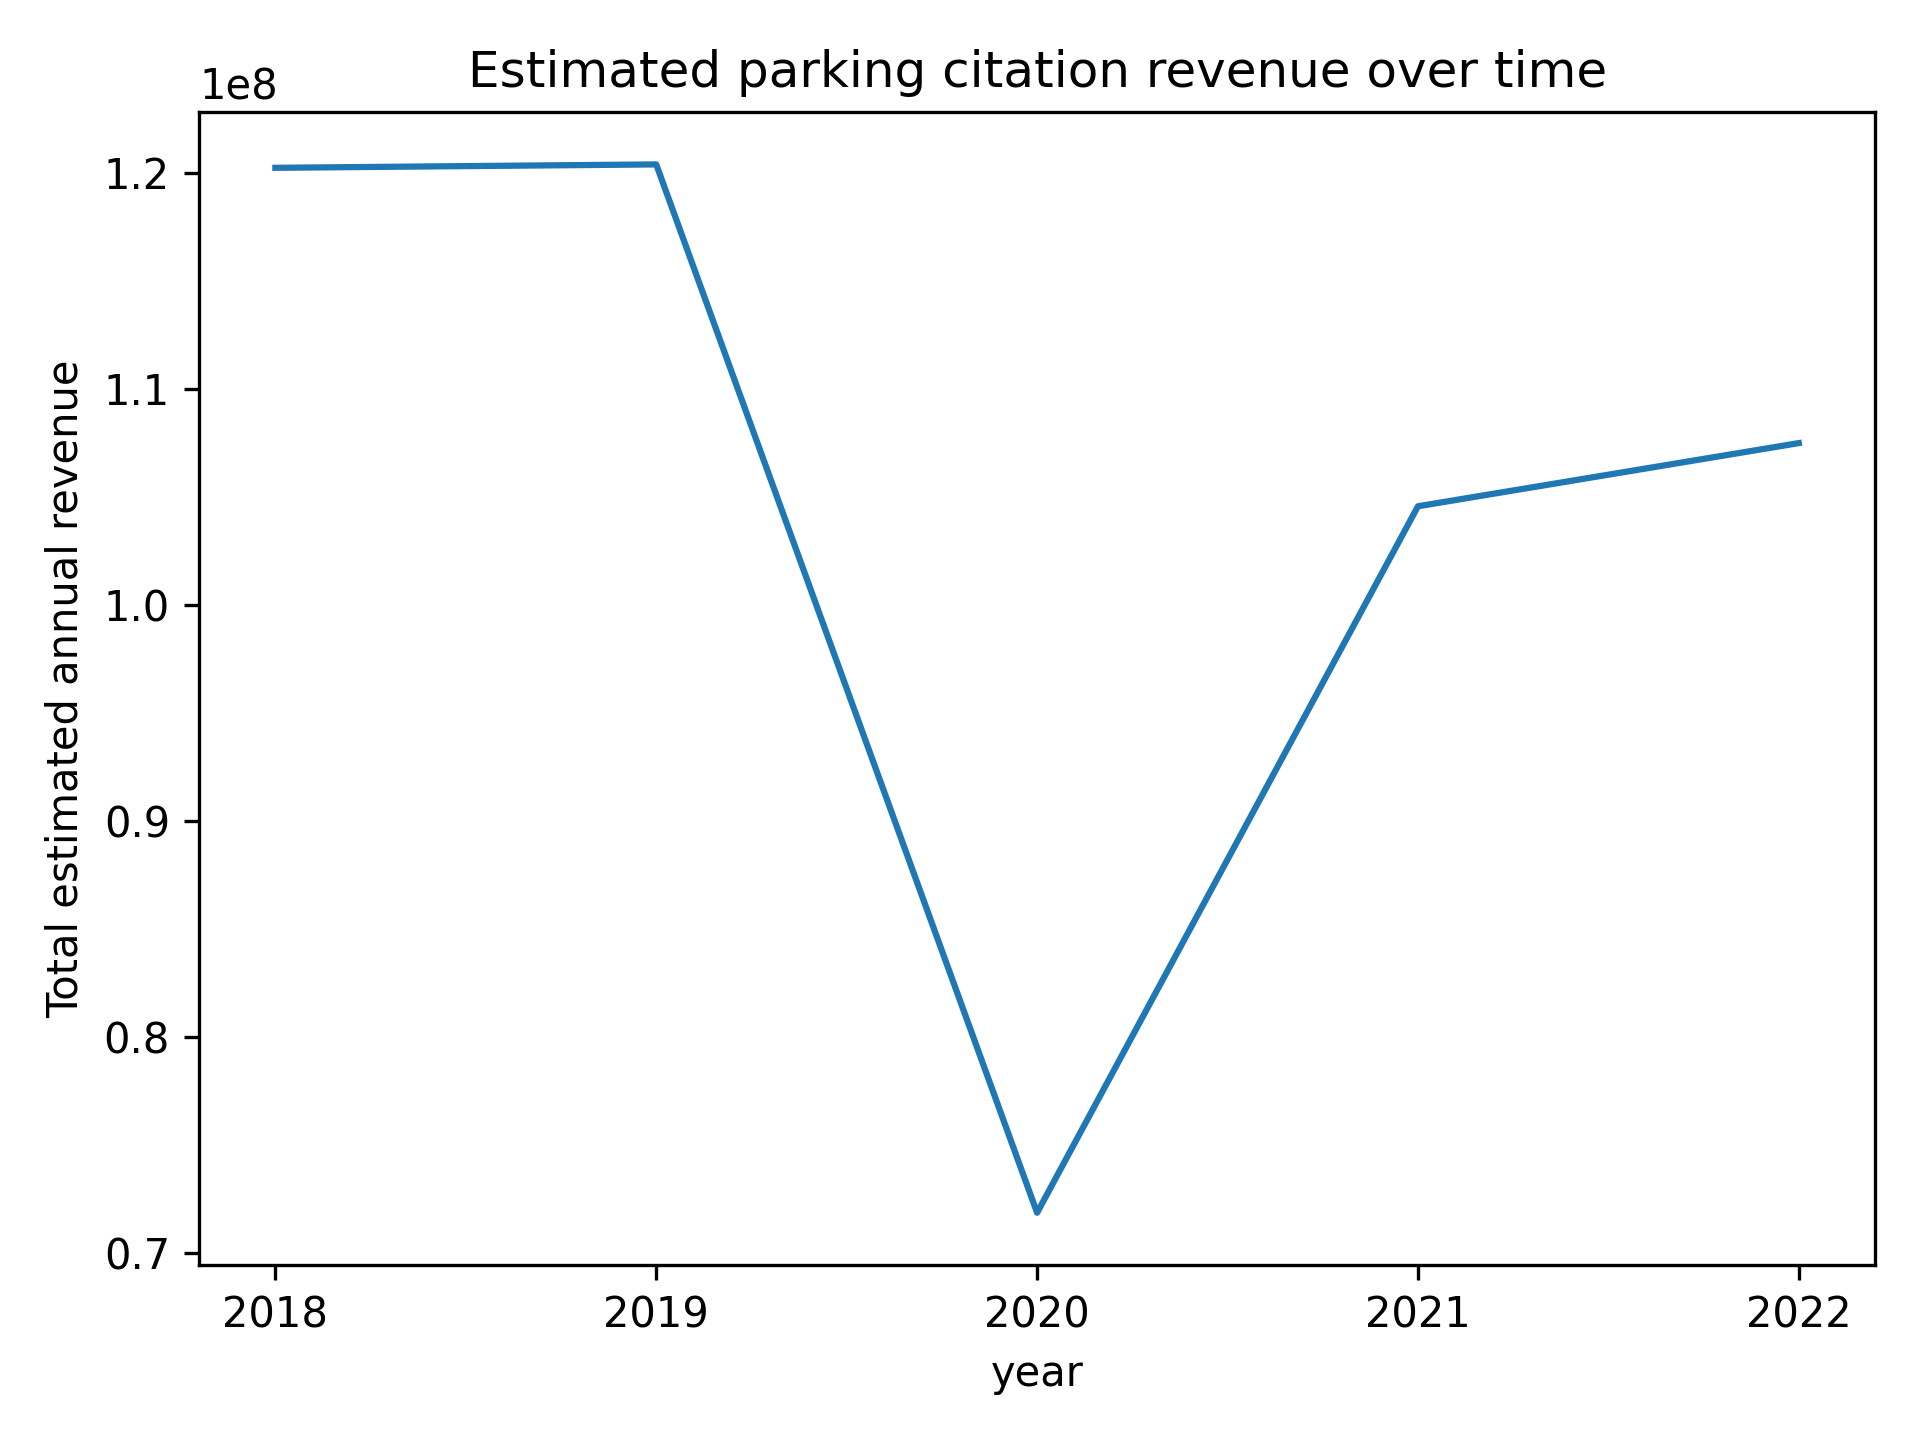 Estimated parking citation revenue over time
1e8
1.2
1.1
1.0
0.9
0.8
0.7
Total estimated annual revenue
2018 2019 2020 2021 2022
year